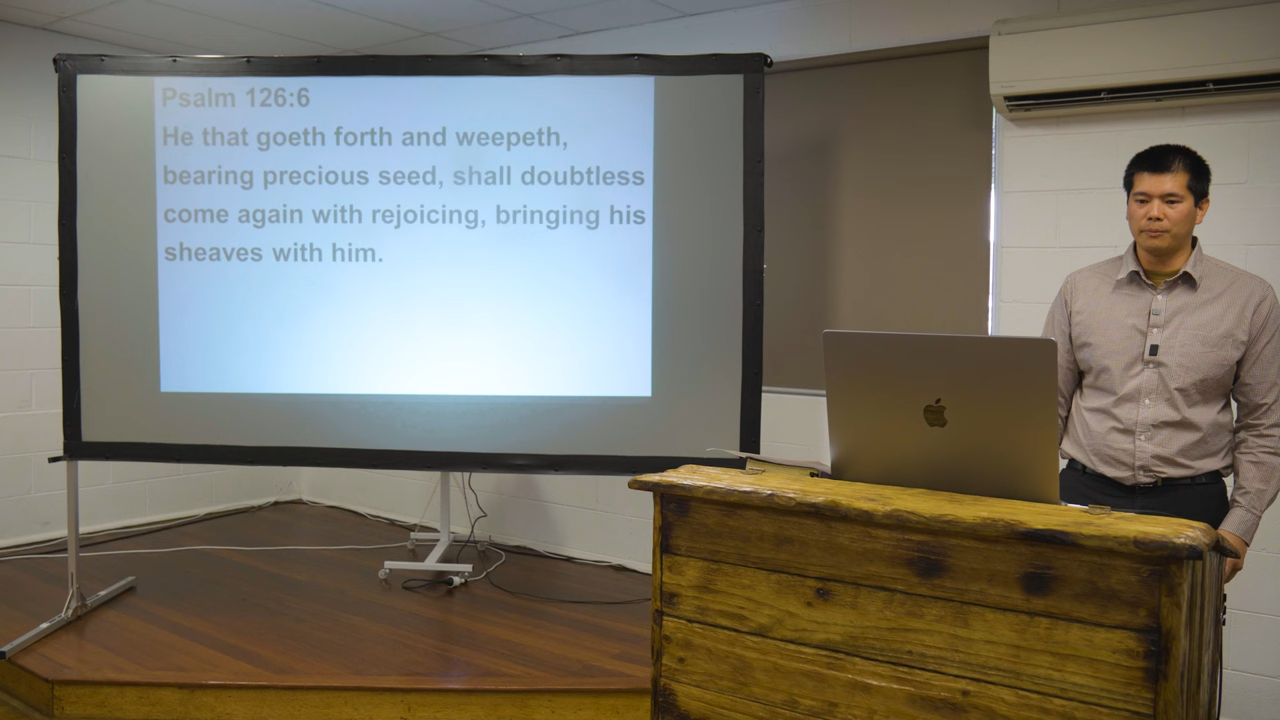 Psalm 126:6
He that goeth forth and weepeth,
bearing precious seed, shall doubtless
come again with rejoicing, bringing his
sheaves with him.